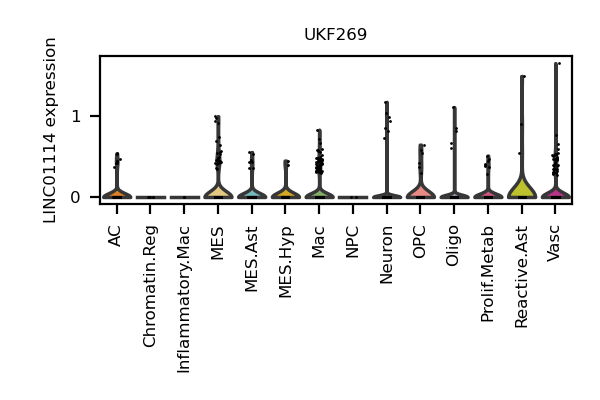 UKF269
LINC01114 expression
1
0
AC
Chromatin.Reg
Inflammatory.Mac
MES
MES.Ast
MES.Hyp
Mac
NPC
Neuron
OPC
Oligo
Prolif.Metab
Reactive.Ast
Vasc